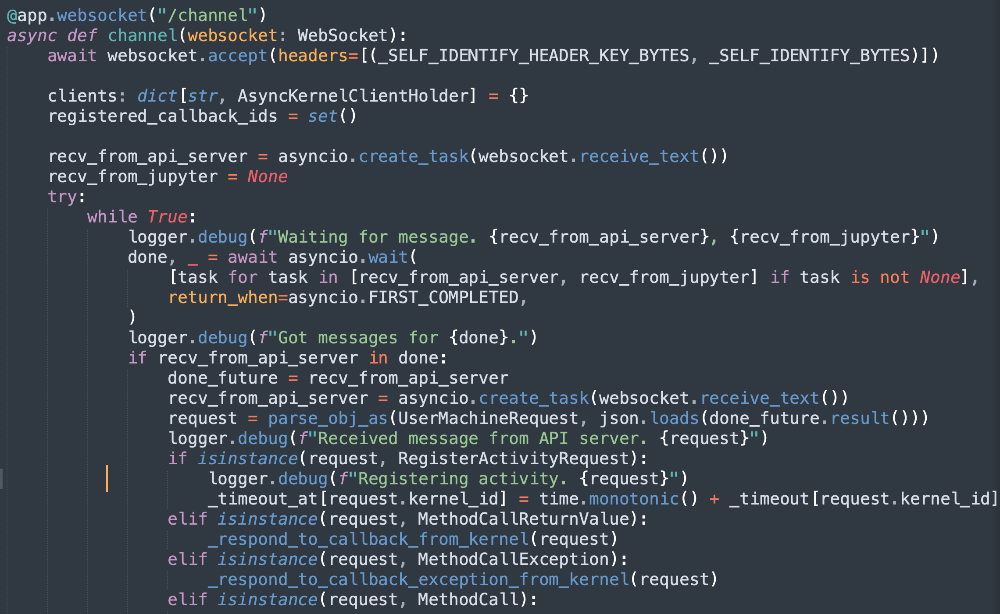 @app.websocket("/channel")
async def channel(websocket: WebSocket):
    await websocket.accept(headers=[(_SELF_IDENTIFY_HEADER_KEY_BYTES, _SELF_IDENTIFY_BYTES)])

    clients: dict[str, AsyncKernelClientHolder] = {}
    registered_callback_ids = set()

    recv_from_api_server = asyncio.create_task(websocket.receive_text())
    recv_from_jupyter = None
    try:
        while True:
            logger.debug(f"Waiting for message. {recv_from_api_server}, {recv_from_jupyter}")
            done, _ = await asyncio.wait(
                [task for task in [recv_from_api_server, recv_from_jupyter] if task is not None],
                return_when=asyncio.FIRST_COMPLETED,
            )
            logger.debug(f"Got messages for {done}.")
            if recv_from_api_server in done:
                done_future = recv_from_api_server
                recv_from_api_server = asyncio.create_task(websocket.receive_text())
                request = parse_obj_as(UserMachineRequest, json.loads(done_future.result()))
                logger.debug(f"Received message from API server. {request}")
                if isinstance(request, RegisterActivityRequest):
                    logger.debug(f"Registering activity. {request}")
                    _timeout_at[request.kernel_id] = time.monotonic() + _timeout[request.kernel_id]
                elif isinstance(request, MethodCallReturnValue):
                    _respond_to_callback_from_kernel(request)
                elif isinstance(request, MethodCallException):
                    _respond_to_callback_exception_from_kernel(request)
                elif isinstance(request, MethodCall):